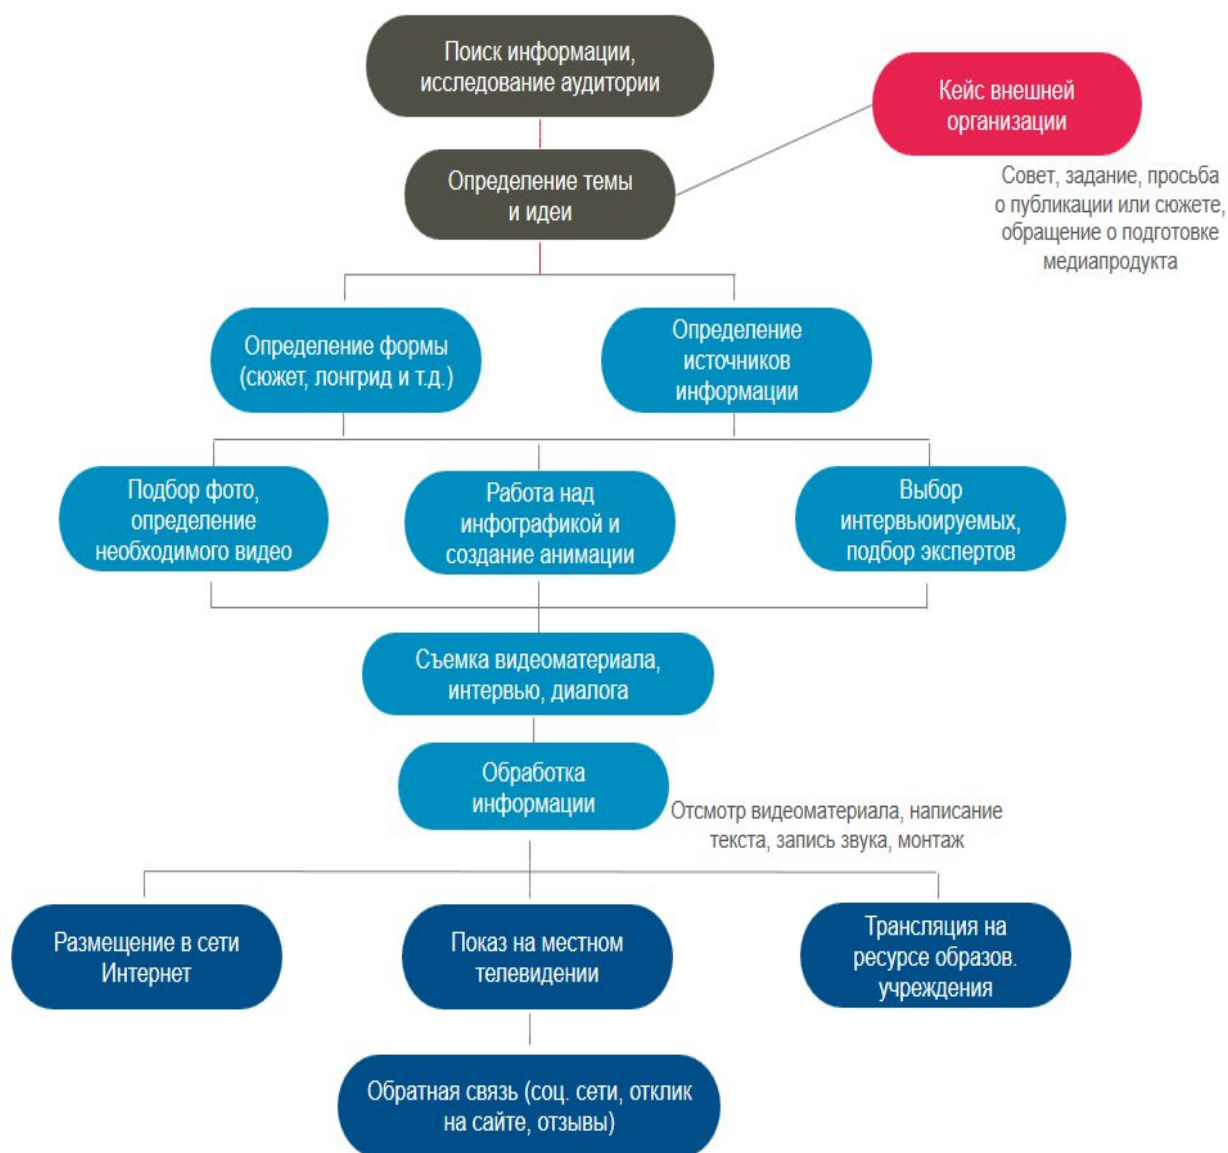 Поиск информации,
исследование аудитории
Кейс внешней
организации
Определение темы
и идеи
Совет, задание, просьба
о публикации или сюжете,
обращение о подготовке
медиапродукта
Определение формы
(сюжет, лонгрид и т.д.)
Определение
источников
информации
Подбор фото,
определение
необходимого видео
Работа над
инфографикой и
создание анимации
Выбор
интервьюируемых,
подбор экспертов
Съемка видеоматериала,
интервью, диалога
Обработка
информации
Отсмотр видеоматериала, написание
текста, запись звука, монтаж
Размещение в сети
Интернет
Показ на местном
телевидении
Трансляция на
ресурсе образов.
учреждения
Обратная связь (соц. сети, отклик
на сайте, отзывы)